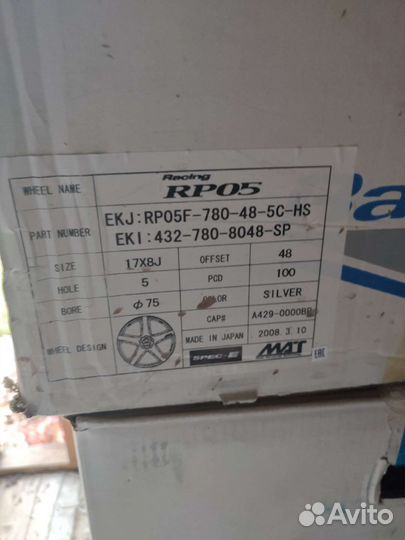 Racing
WHEEL NAME RP05
EKJ:RP05F-780-48-5C-HS
PART NUMBER
EKI:432-780-8048-SP
SIZE 17X8J OFFSET 48
HOLE 5 PCD 100
BORE φ75 COLOR SILVER
CAP# A429-0000BP
WHEEL DESIGN MADE IN JAPAN 2008.3.10
SPEC-E MAT EAC
Avito